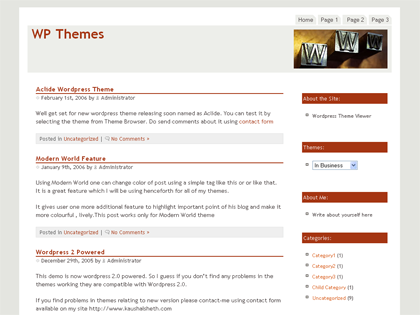 Home Page 1 Page 2 Page 3
WP Themes
W W W
Aclide Wordpress Theme
February 1st, 2006 by Administrator
Well get set for new wordpress theme releasing soon named as Aclide. You can test it by
selecting the theme from Theme Browser. Do send comments about it using contact form
Posted in Uncategorized | No Comments »
Modern World Feature
January 9th, 2006 by Administrator
Using Modern World one can change color of post using a simple tag like this or or like that.
It is a great feature which i will be using henceforth for all of my themes.
It gives user one more additional feature to highlight important point of his blog and make it
more colourful , lively.This post works only for Modern World theme
Posted in Uncategorized | No Comments »
Wordpress 2 Powered
December 29th, 2005 by Administrator
This demo is now wordpress 2.0 powered. So i guess if you don't find any problems in the
themes working they are compatible with Wordpress 2.0.
If you find problems in themes relating to new version please contact-me using contact form
available on my site http://www.kaushalsheth.com
About the Site:
Wordpress Theme Viewer
Themes:
In Business
About Me:
Write about yourself here
Categories:
Category1 (1)
Category2 (1)
Category3 (1)
Child Category (1)
Uncategorized (9)